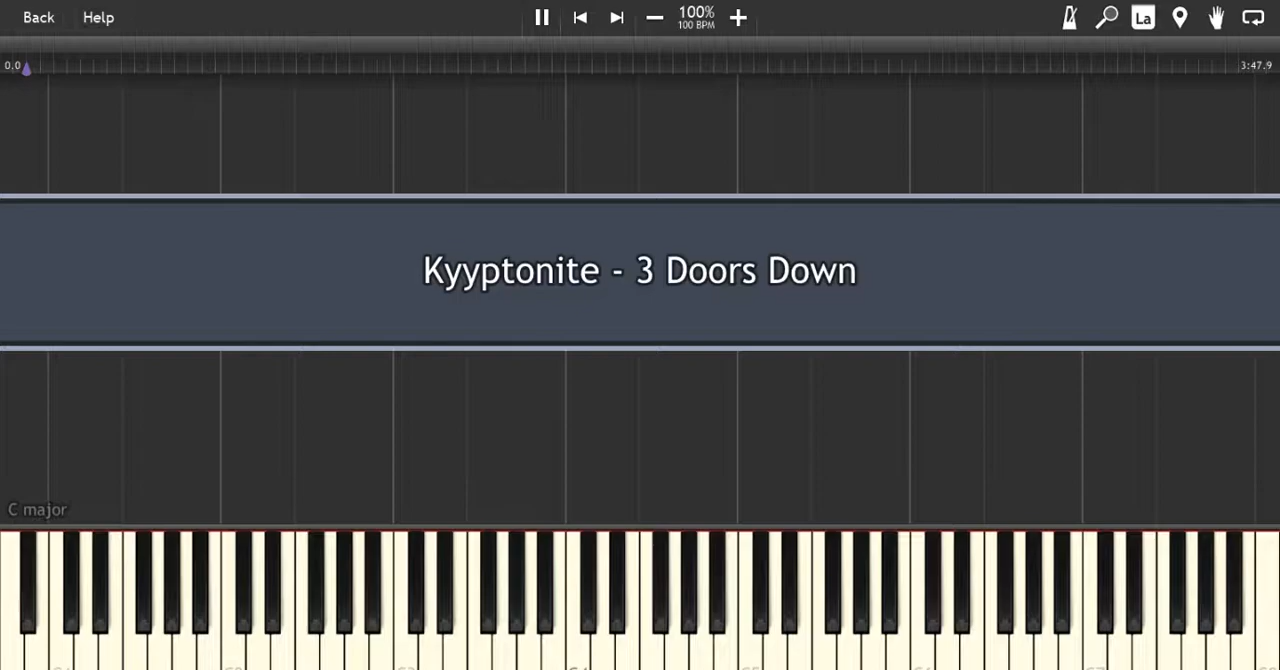 Back Help 100% La
100 BPM
0.0 3:47.9
Kyyptonite - 3 Doors Down
C major